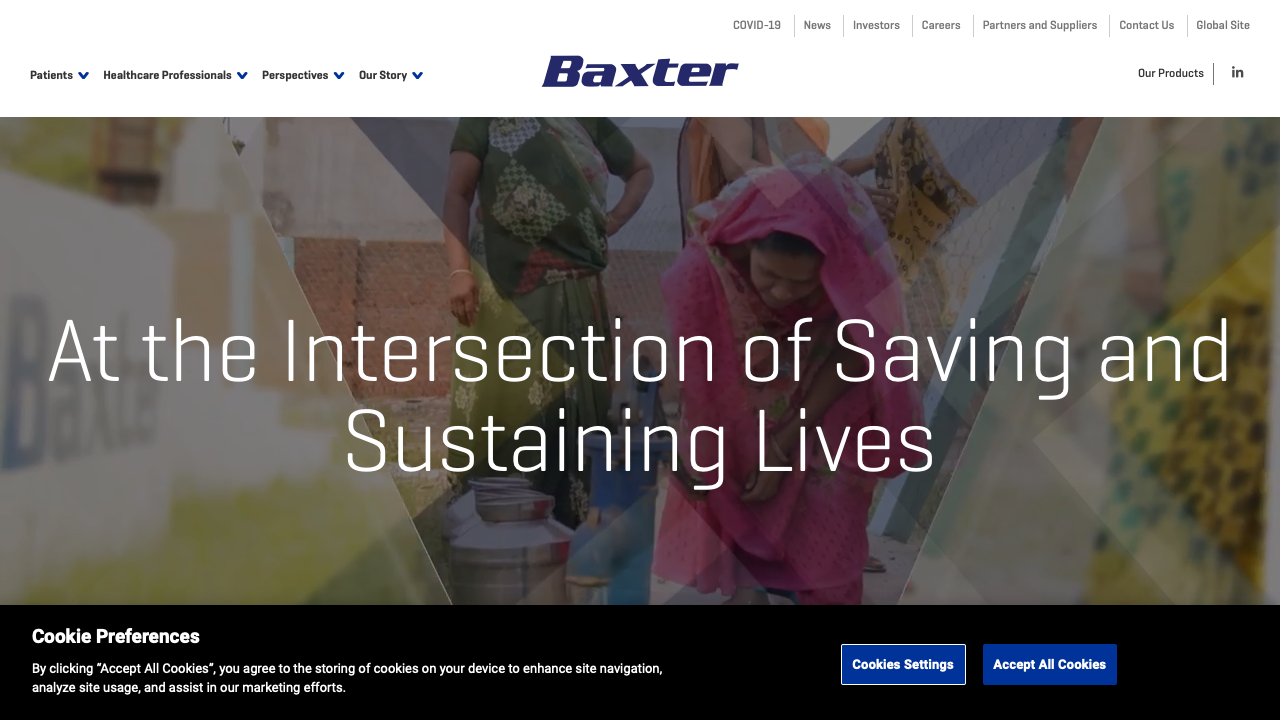 COVID-19
News
Investors
Careers
Partners and Suppliers
Contact Us
Global Site
Patients
Healthcare Professionals
Perspectives
Our Story
Baxter
Our Products
in
Baxter
At the Intersection of Saving and
Sustaining Lives
Cookie Preferences
By clicking “Accept All Cookies”, you agree to the storing of cookies on your device to enhance site navigation,
analyze site usage, and assist in our marketing efforts.
Cookies Settings
Accept All Cookies